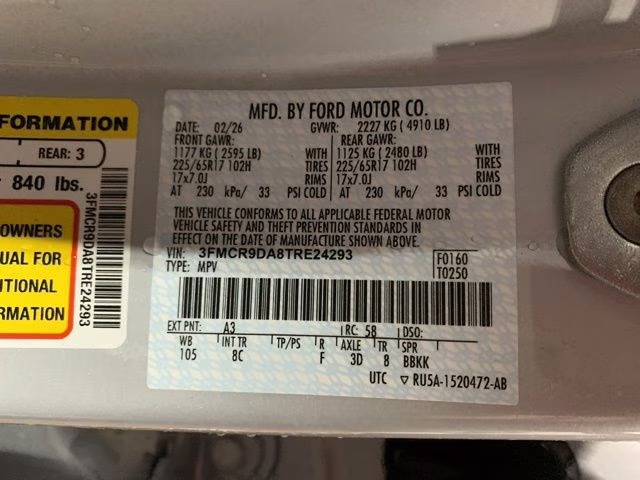 FORMATION
REAR: 3
840 lbs.
OWNERS
UAL FOR
UTIONAL
ORMATION
3FMCR9DA8TRE24293
MFD. BY FORD MOTOR CO.
DATE: 02/26 GVWR: 2227 KG ( 4910 LB)
FRONT GAWR: REAR GAWR:
1177 KG ( 2595 LB) WITH 1125 KG ( 2480 LB) WITH
225/65R17 102H TIRES 225/65R17 102H TIRES
17x7.0J RIMS 17x7.0J RIMS
AT 230 kPa/ 33 PSI COLD AT 230 kPa/ 33 PSI COLD
THIS VEHICLE CONFORMS TO ALL APPLICABLE FEDERAL MOTOR
VEHICLE SAFETY AND THEFT PREVENTION STANDARDS IN
EFFECT ON THE DATE OF MANUFACTURE SHOWN ABOVE.
VIN: 3FMCR9DA8TRE24293 F0160
TYPE: MPV T0250
EXT PNT: A3 RC: 58 DSO:
WB INT TR TP/PS R AXLE TR SPR
105 8C F 3D 8 BBKK
UTC ▽ RU5A-1520472-AB